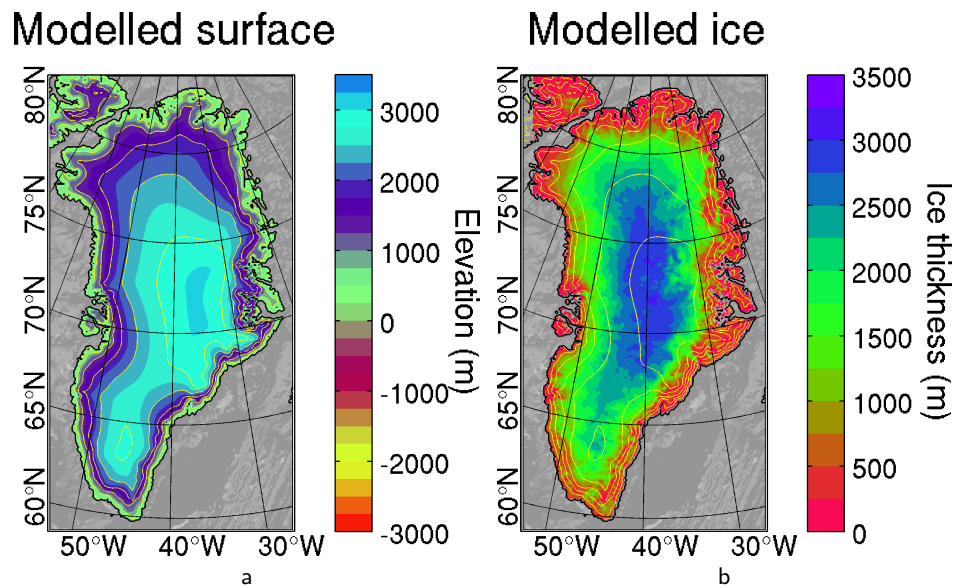 Modelled surface
80°N
75°N
70°N
65°N
60°N
50°W 40°W 30°W
3000
2000
1000
0
-1000
-2000
-3000
Elevation (m)
a
Modelled ice
80°N
75°N
70°N
65°N
60°N
50°W 40°W 30°W
3500
3000
2500
2000
1500
1000
500
0
Ice thickness (m)
b